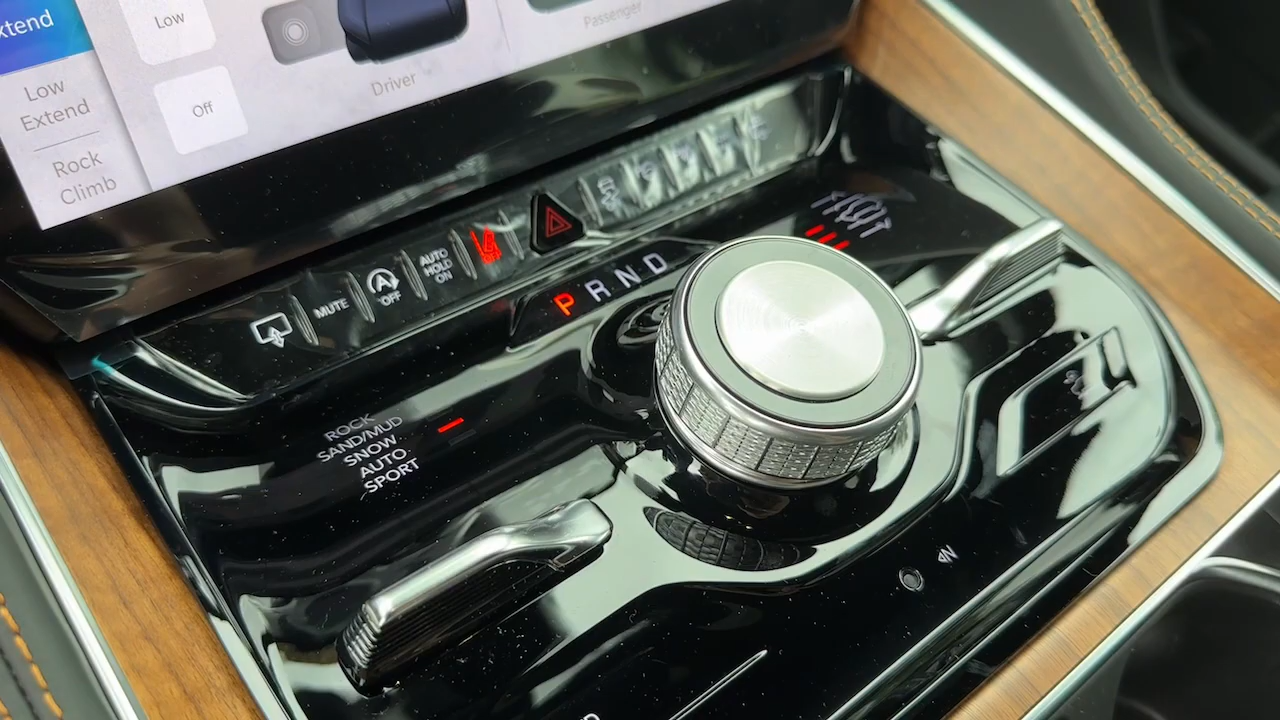 xtend
Low
Extend
Rock
Climb
Low
Off
Driver
Passenger
MUTE
OFF
AUTO
HOLD
ON
P R N D
ROCK
SAND/MUD
SNOW
AUTO
SPORT
N